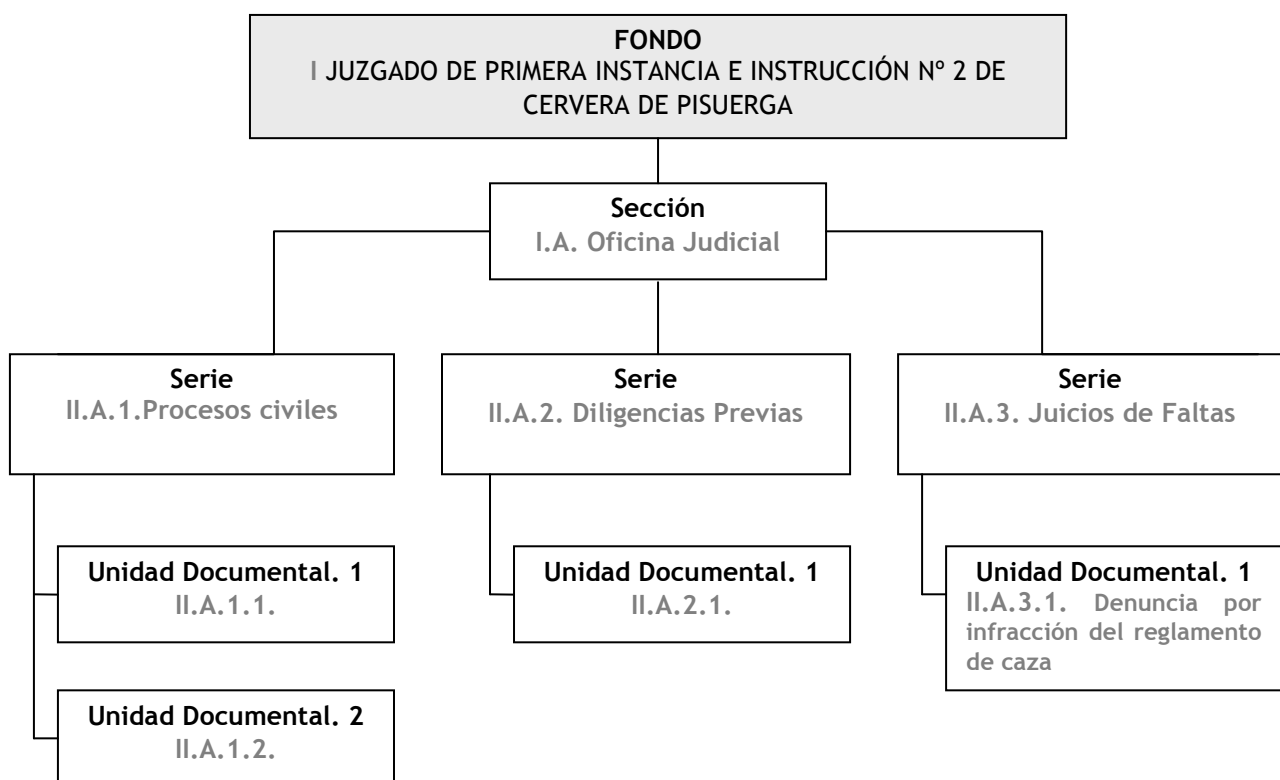 FONDO
I JUZGADO DE PRIMERA INSTANCIA E INSTRUCCIÓN Nº 2 DE
CERVERA DE PISUERGA
Sección
I.A. Oficina Judicial
Serie
II.A.1.Procesos civiles
Serie
II.A.2. Diligencias Previas
Serie
II.A.3. Juicios de Faltas
Unidad Documental. 1
II.A.1.1.
Unidad Documental. 1
II.A.2.1.
Unidad Documental. 1
II.A.3.1. Denuncia por
infracción del reglamento
de caza
Unidad Documental. 2
II.A.1.2.